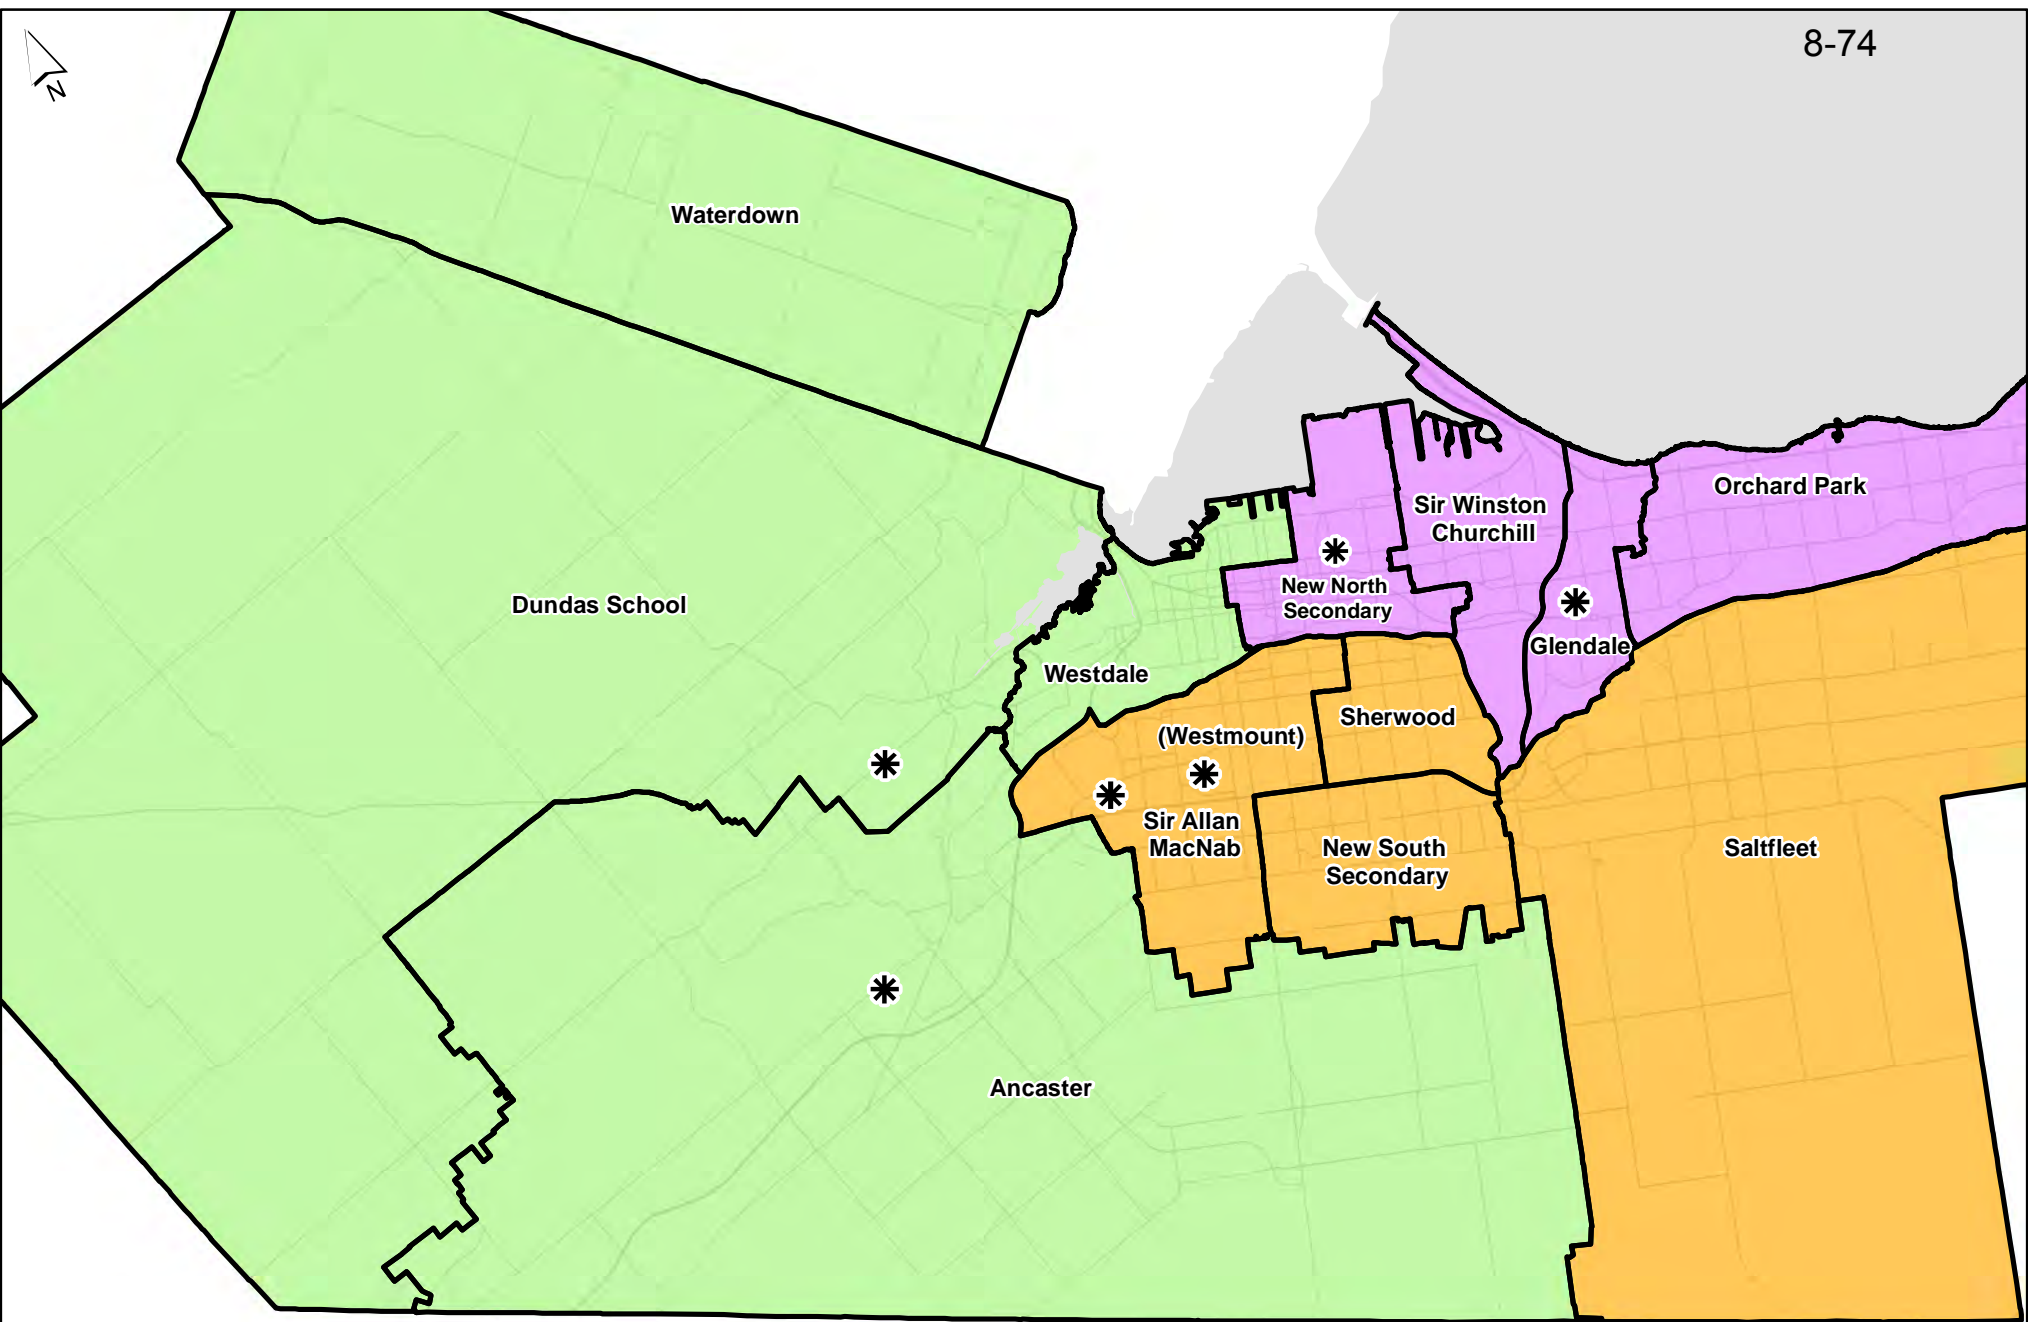 8-74
N
Waterdown
Orchard Park
Sir Winston
Churchill
New North
Secondary
Dundas School
Glendale
Westdale
Sherwood
(Westmount)
Sir Allan
MacNab
New South
Secondary
Saltfleet
Ancaster